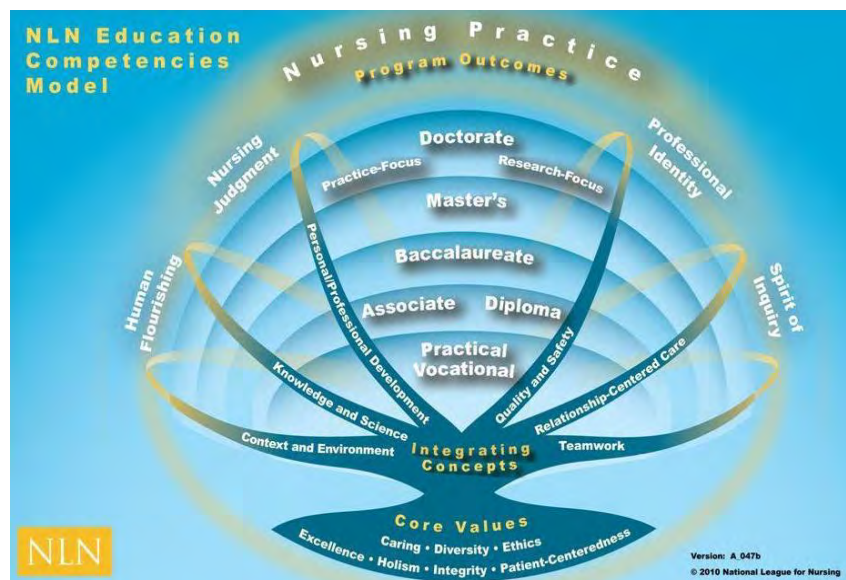 NLN Education
Competencies
Model
Nursing Practice
Program Outcomes
Human
Flourishing
Nursing
Judgment
Professional
Identity
Spirit of
Inquiry
Doctorate
Practice-Focus
Research-Focus
Master's
Baccalaureate
Associate
Diploma
Practical
Vocational
Context and Environment
Knowledge and Science
Personal/Professional Development
Quality and Safety
Relationship-Centered Care
Teamwork
Integrating
Concepts
Core Values
Caring • Diversity • Ethics
Excellence • Holism • Integrity • Patient-Centeredness
NLN
Version: A_047b
© 2010 National League for Nursing